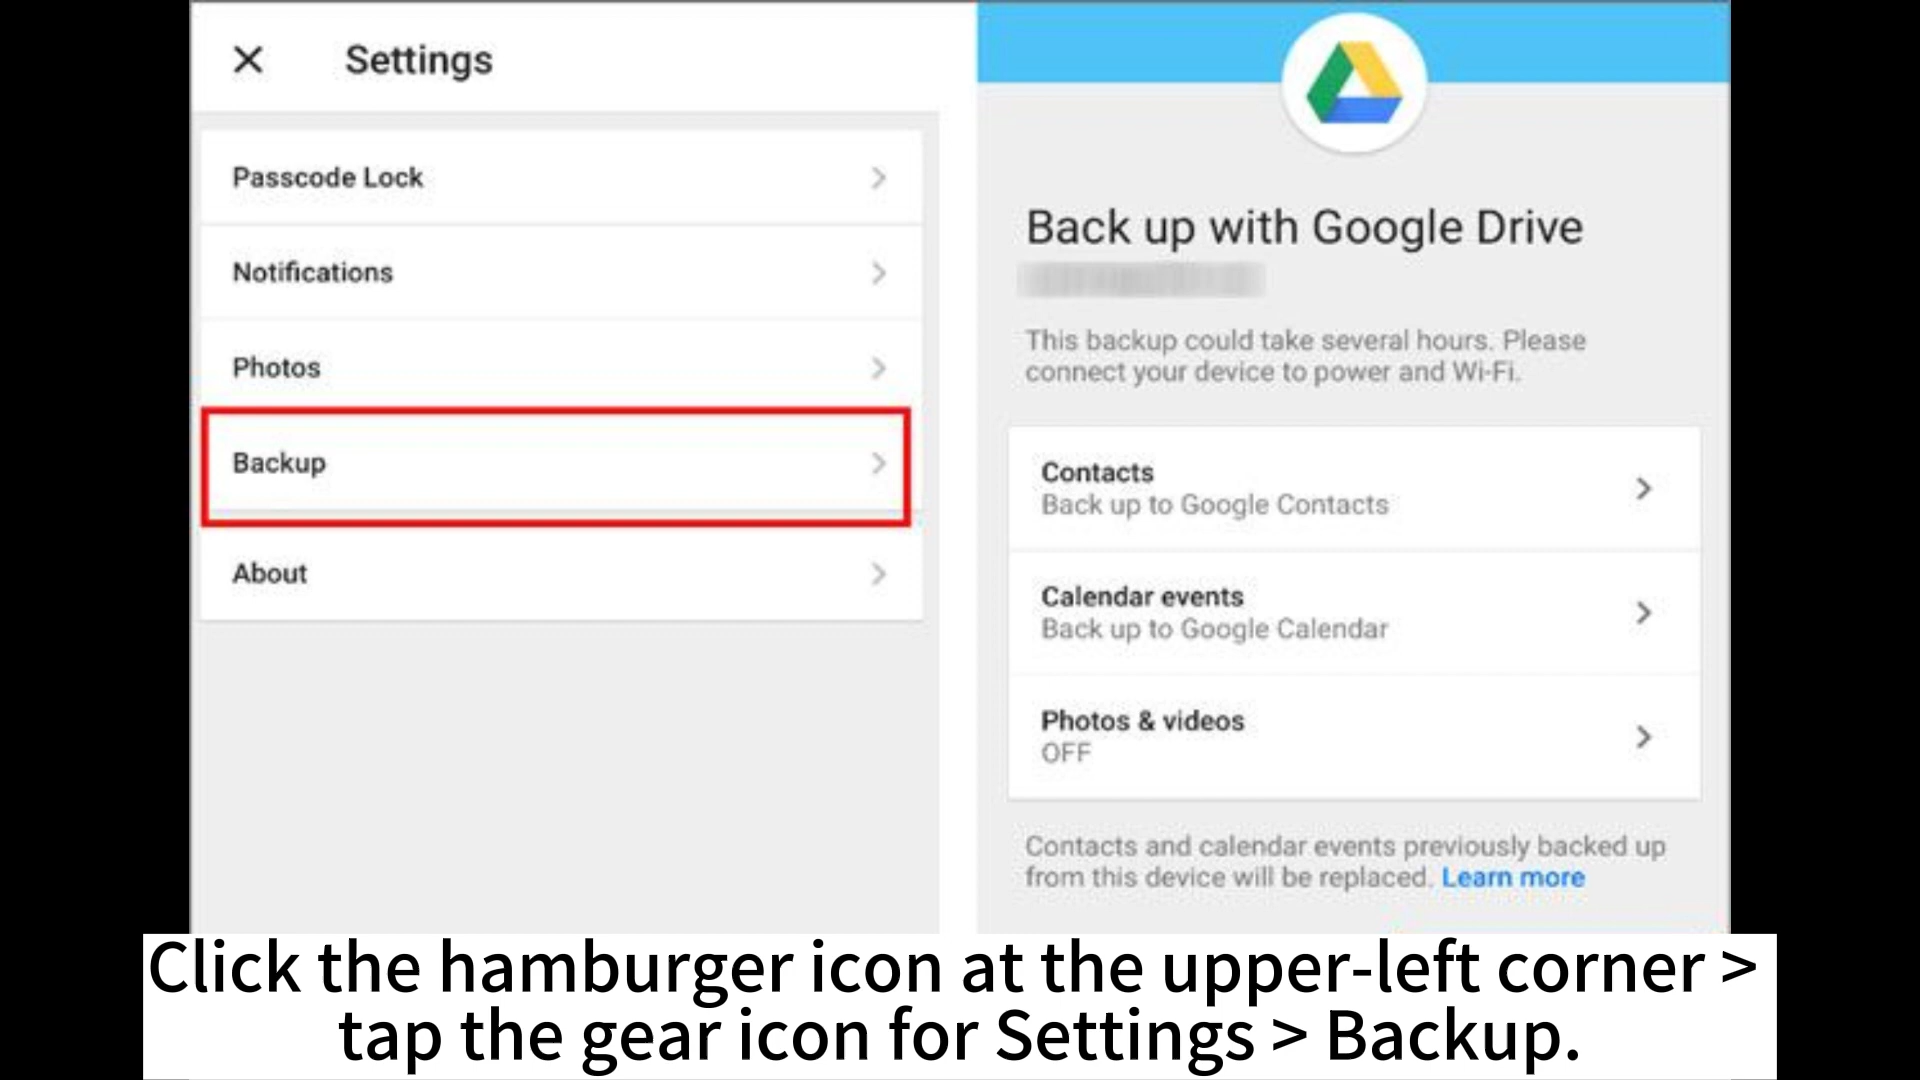 Settings
Passcode Lock
Notifications
Photos
Backup
About
Back up with Google Drive
This backup could take several hours. Please
connect your device to power and Wi-Fi.
Contacts
Back up to Google Contacts
Calendar events
Back up to Google Calendar
Photos & videos
OFF
Contacts and calendar events previously backed up
from this device will be replaced. Learn more
Click the hamburger icon at the upper-left corner >
tap the gear icon for Settings > Backup.